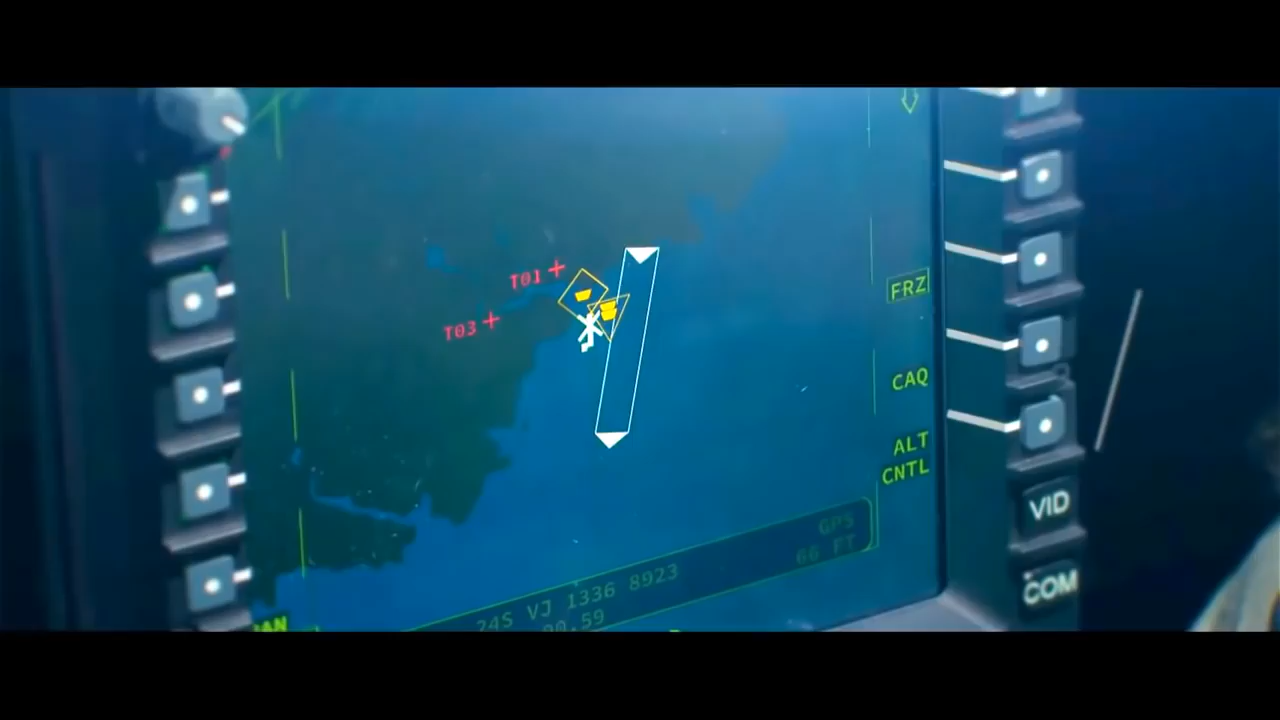 T01
T03
FRZ
CAQ
ALT
CNTL
GPS
66 FT
24S VJ 1336 8923
VID
COM